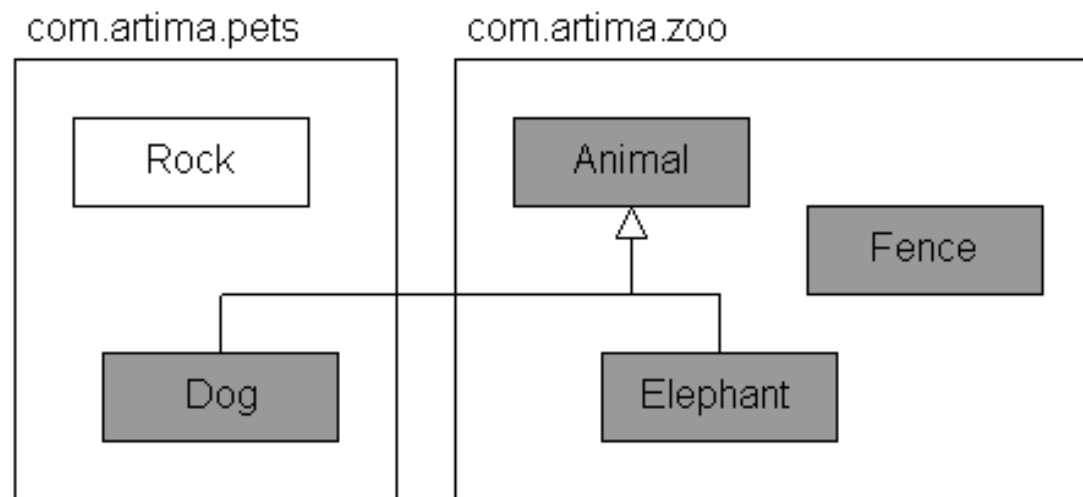 com.artima.pets
com.artima.zoo
Rock
Animal
Fence
Dog
Elephant